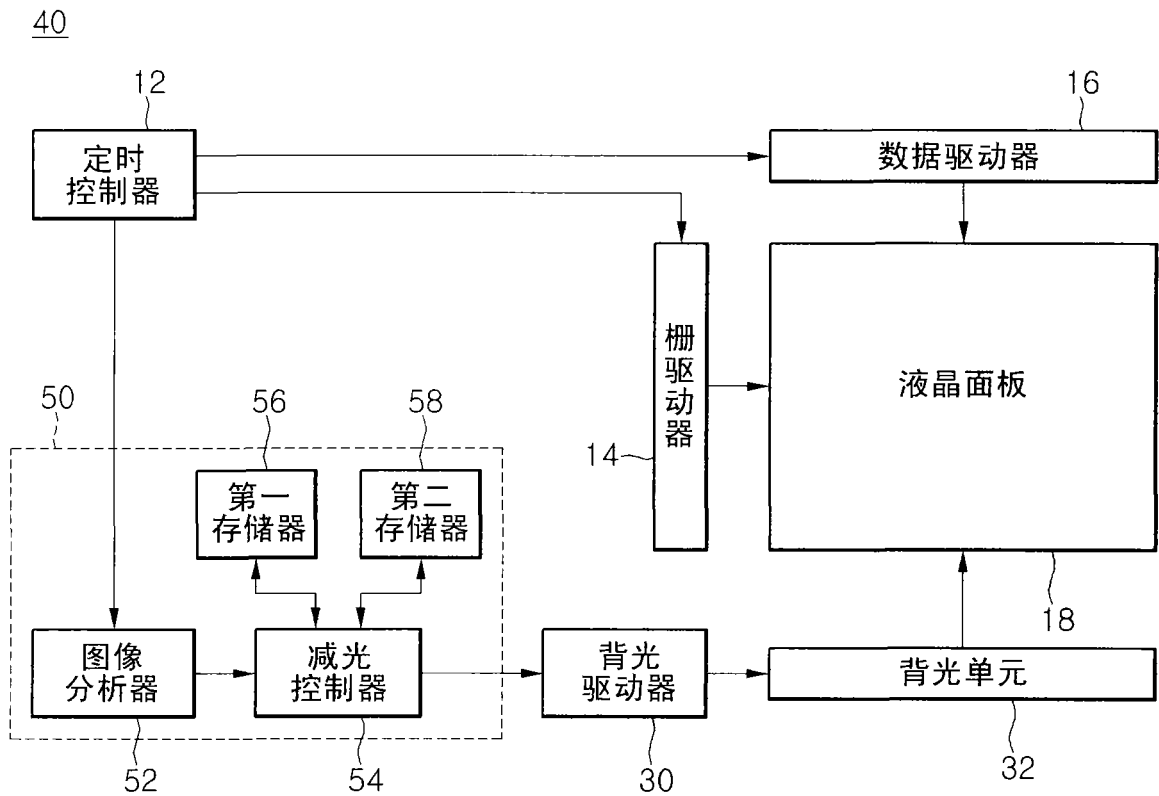 40
12
16
定时
控制器
数据驱动器
栅驱动器
14
液晶面板
18
50
56
58
第一
存储器
第二
存储器
图像
分析器
减光
控制器
背光
驱动器
背光单元
52
54
30
32